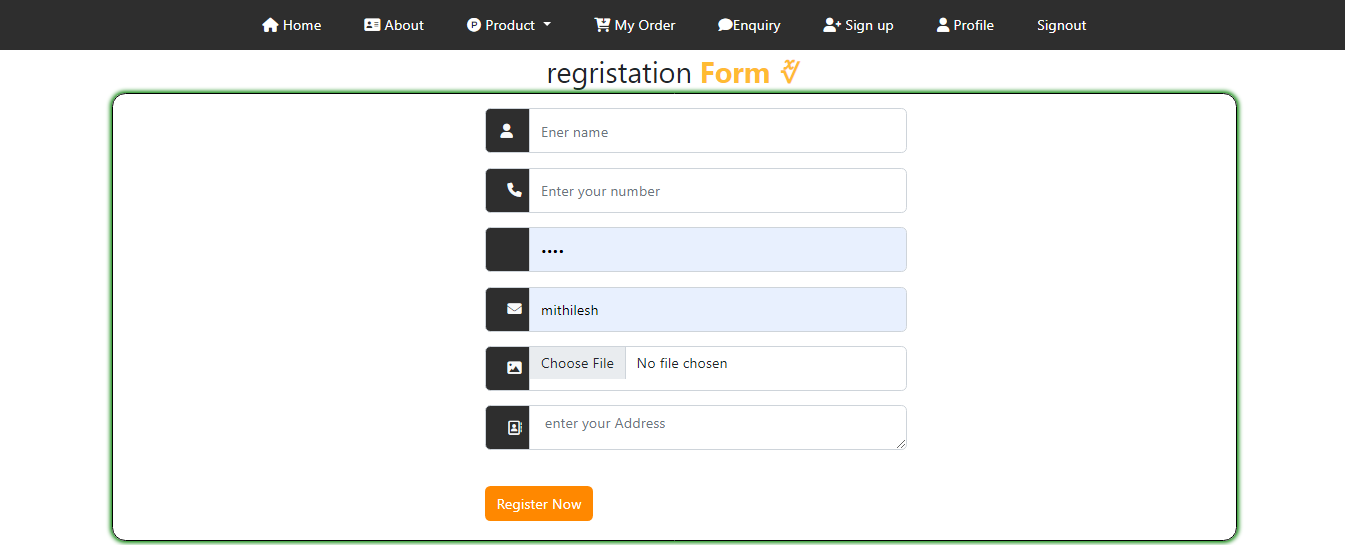 Home About Product My Order Enquiry Sign up Profile Signout
regristation Form
Ener name
Enter your number
••••
mithilesh
Choose File No file chosen
enter your Address
Register Now